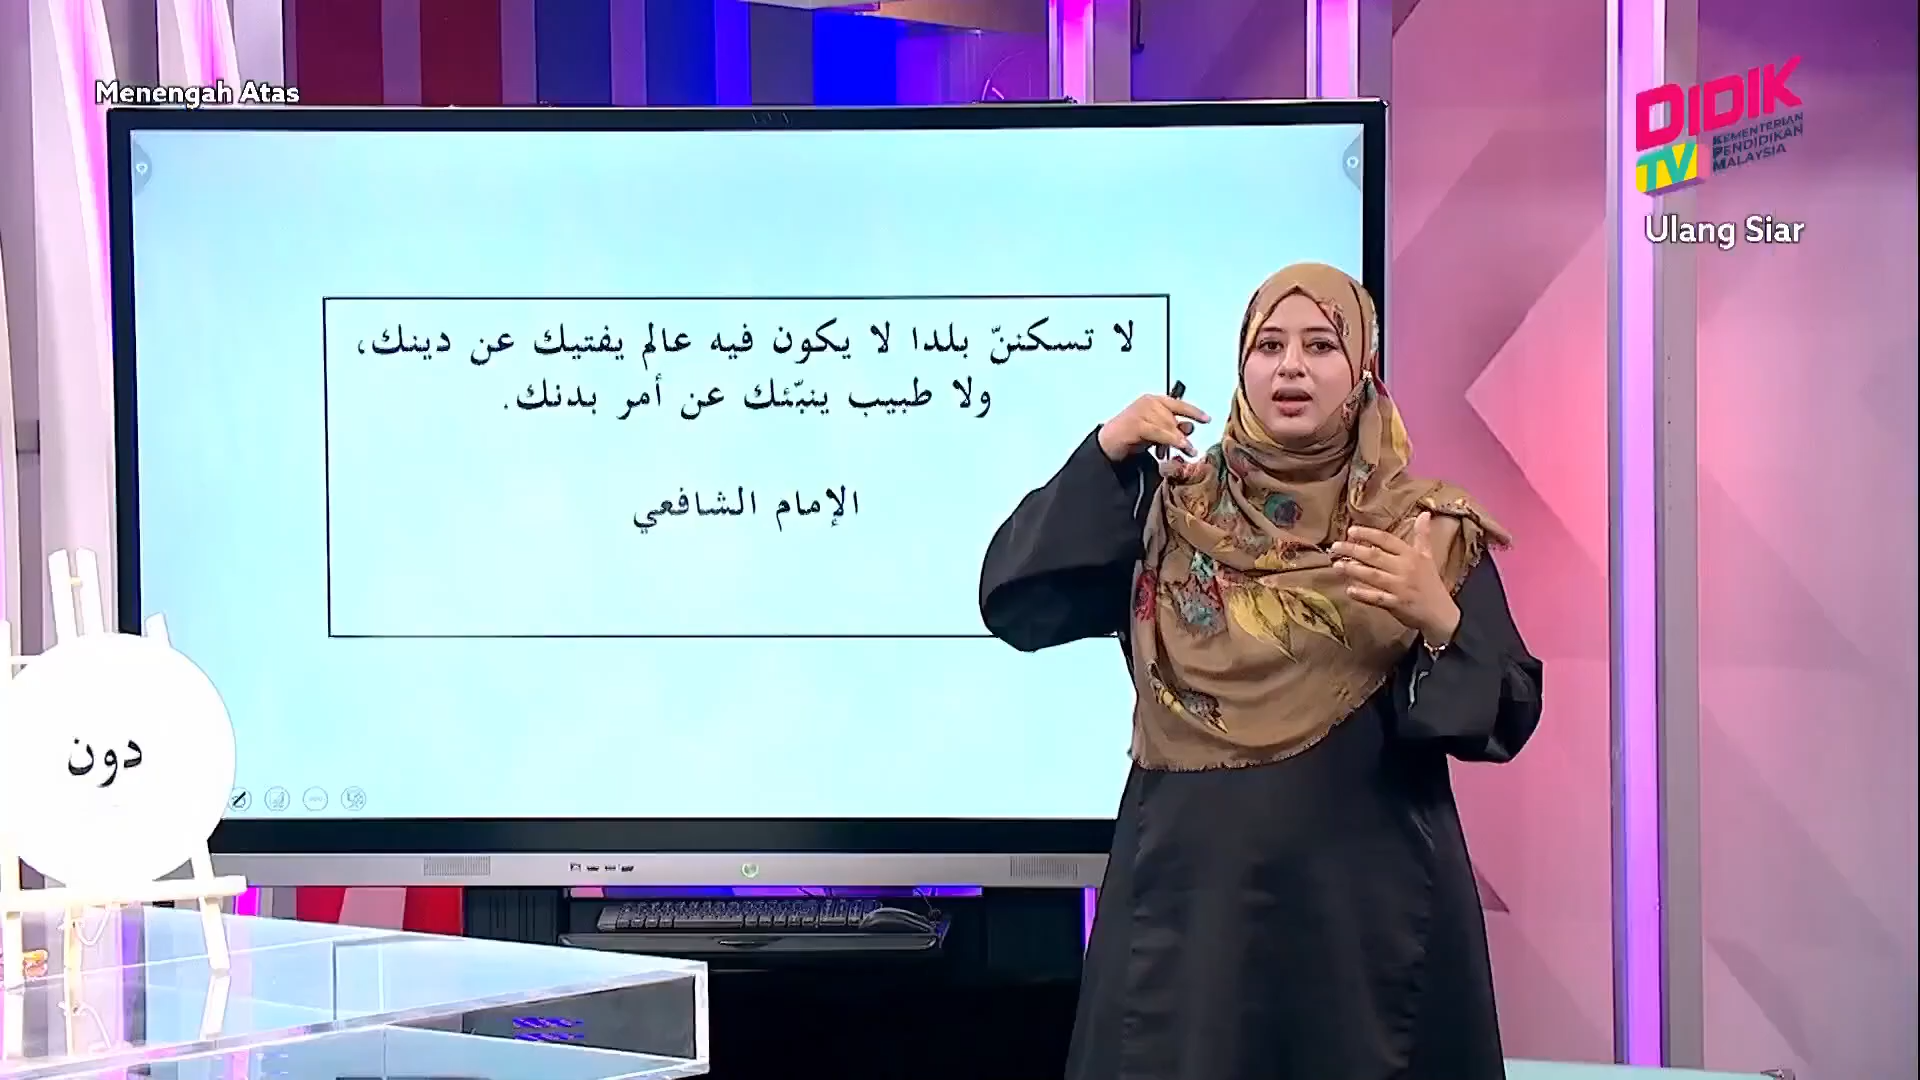 Menengah Atas
DIDIK
TV
KEMENTERIAN
PENDIDIKAN
MALAYSIA
Ulang Siar
لا تسكننّ بلدا لا يكون فيه عالم يفتيك عن دينك،
ولا طبيب ينبّئك عن أمر بدنك.
الإمام الشافعي
دون